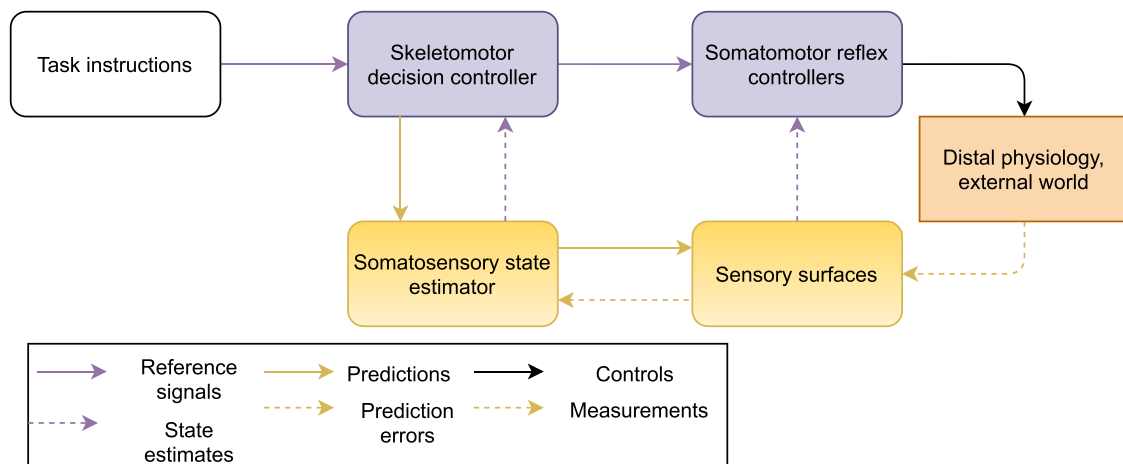 Task instructions
Skeletomotor
decision controller
Somatomotor reflex
controllers
Distal physiology,
external world
Somatosensory state
estimator
Sensory surfaces
Reference
signals
Predictions
Controls
State
estimates
Prediction
errors
Measurements